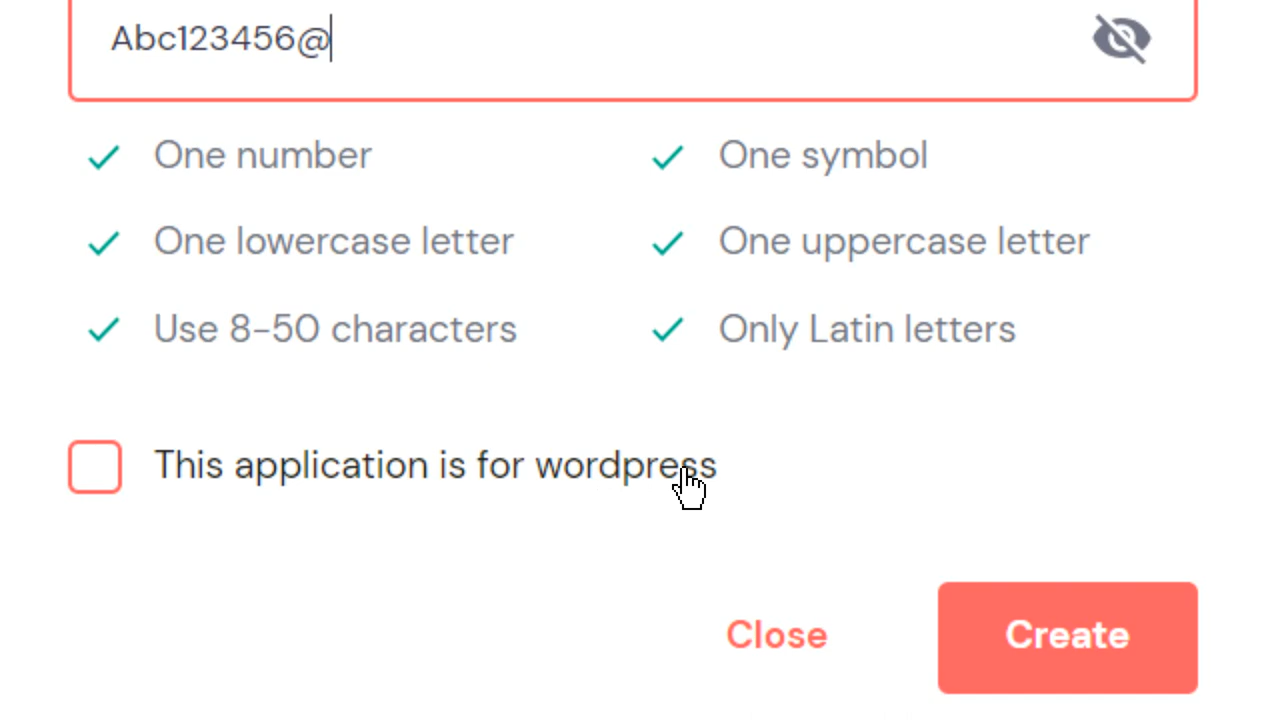 Abc123456@
One number One symbol
One lowercase letter One uppercase letter
Use 8-50 characters Only Latin letters
This application is for wordpress
Close Create